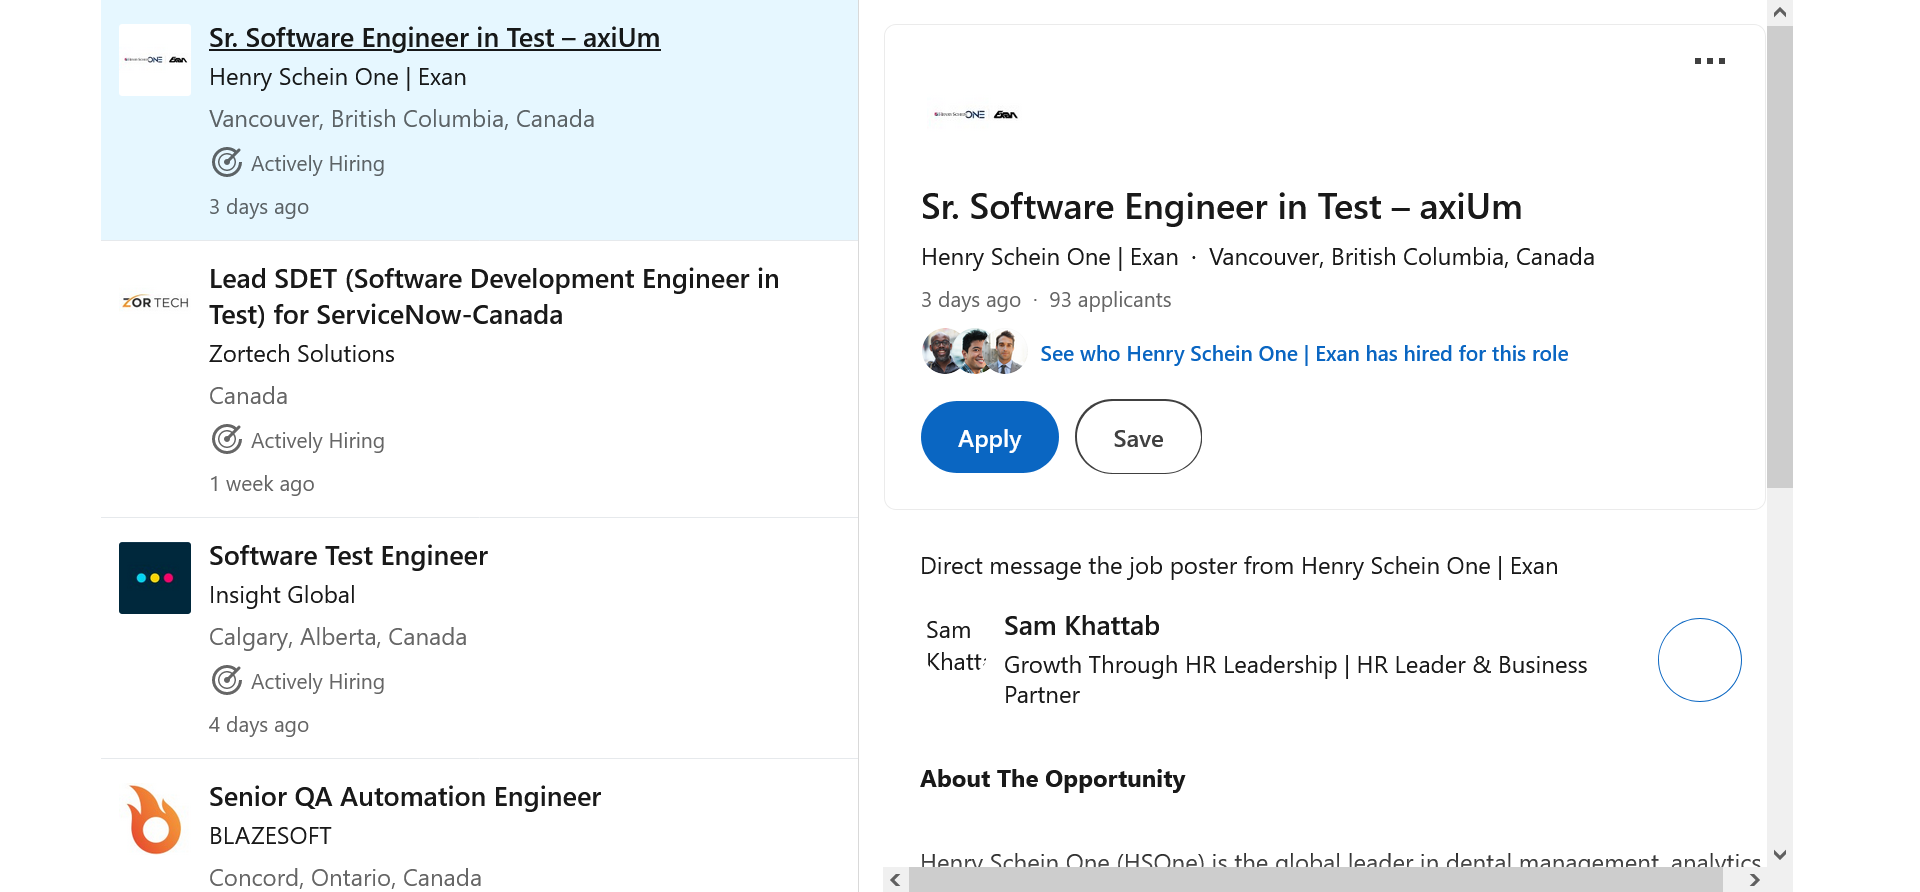 Sr. Software Engineer in Test – axiUm
Henry Schein One | Exan
Vancouver, British Columbia, Canada
Actively Hiring
3 days ago
ZORTECH
Lead SDET (Software Development Engineer in
Test) for ServiceNow-Canada
Zortech Solutions
Canada
Actively Hiring
1 week ago
Software Test Engineer
Insight Global
Calgary, Alberta, Canada
Actively Hiring
4 days ago
Senior QA Automation Engineer
BLAZESOFT
Concord, Ontario, Canada
HENRY SCHEIN ONE
Sr. Software Engineer in Test – axiUm
Henry Schein One | Exan · Vancouver, British Columbia, Canada
3 days ago · 93 applicants
See who Henry Schein One | Exan has hired for this role
Apply
Save
Direct message the job poster from Henry Schein One | Exan
Sam
Khatt
Sam Khattab
Growth Through HR Leadership | HR Leader & Business
Partner
About The Opportunity
Henry Schein One (HSOne) is the global leader in dental management, analytics